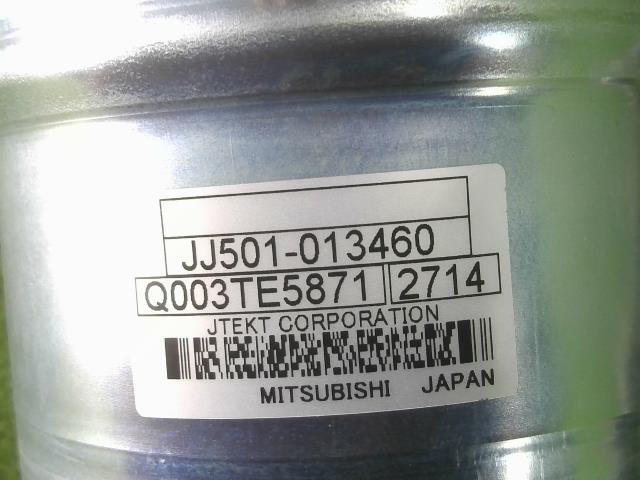 JJ501-013460
Q003TE5871 2714
JTEKT CORPORATION
MITSUBISHI JAPAN